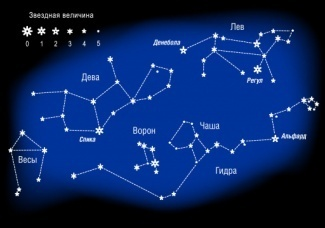 Звездная величина
0 1 2 3 4 5
Лев
Денебола
Регул
Дева
Спика
Ворон
Чаша
Альфард
Весы
Гидра